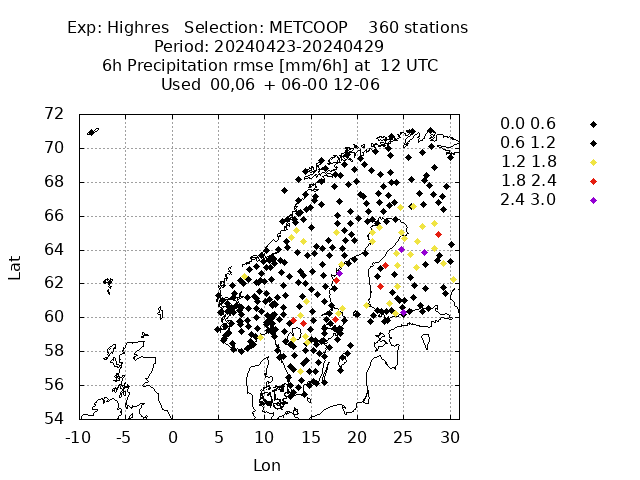 Exp: Highres Selection: METCOOP 360 stations
Period: 20240423-20240429
6h Precipitation rmse [mm/6h] at 12 UTC
Used 00,06 + 06-00 12-06
72
70
68
66
64
62
60
58
56
54
-10 -5 0 5 10 15 20 25 30
Lat
Lon
0.0 0.6
0.6 1.2
1.2 1.8
1.8 2.4
2.4 3.0